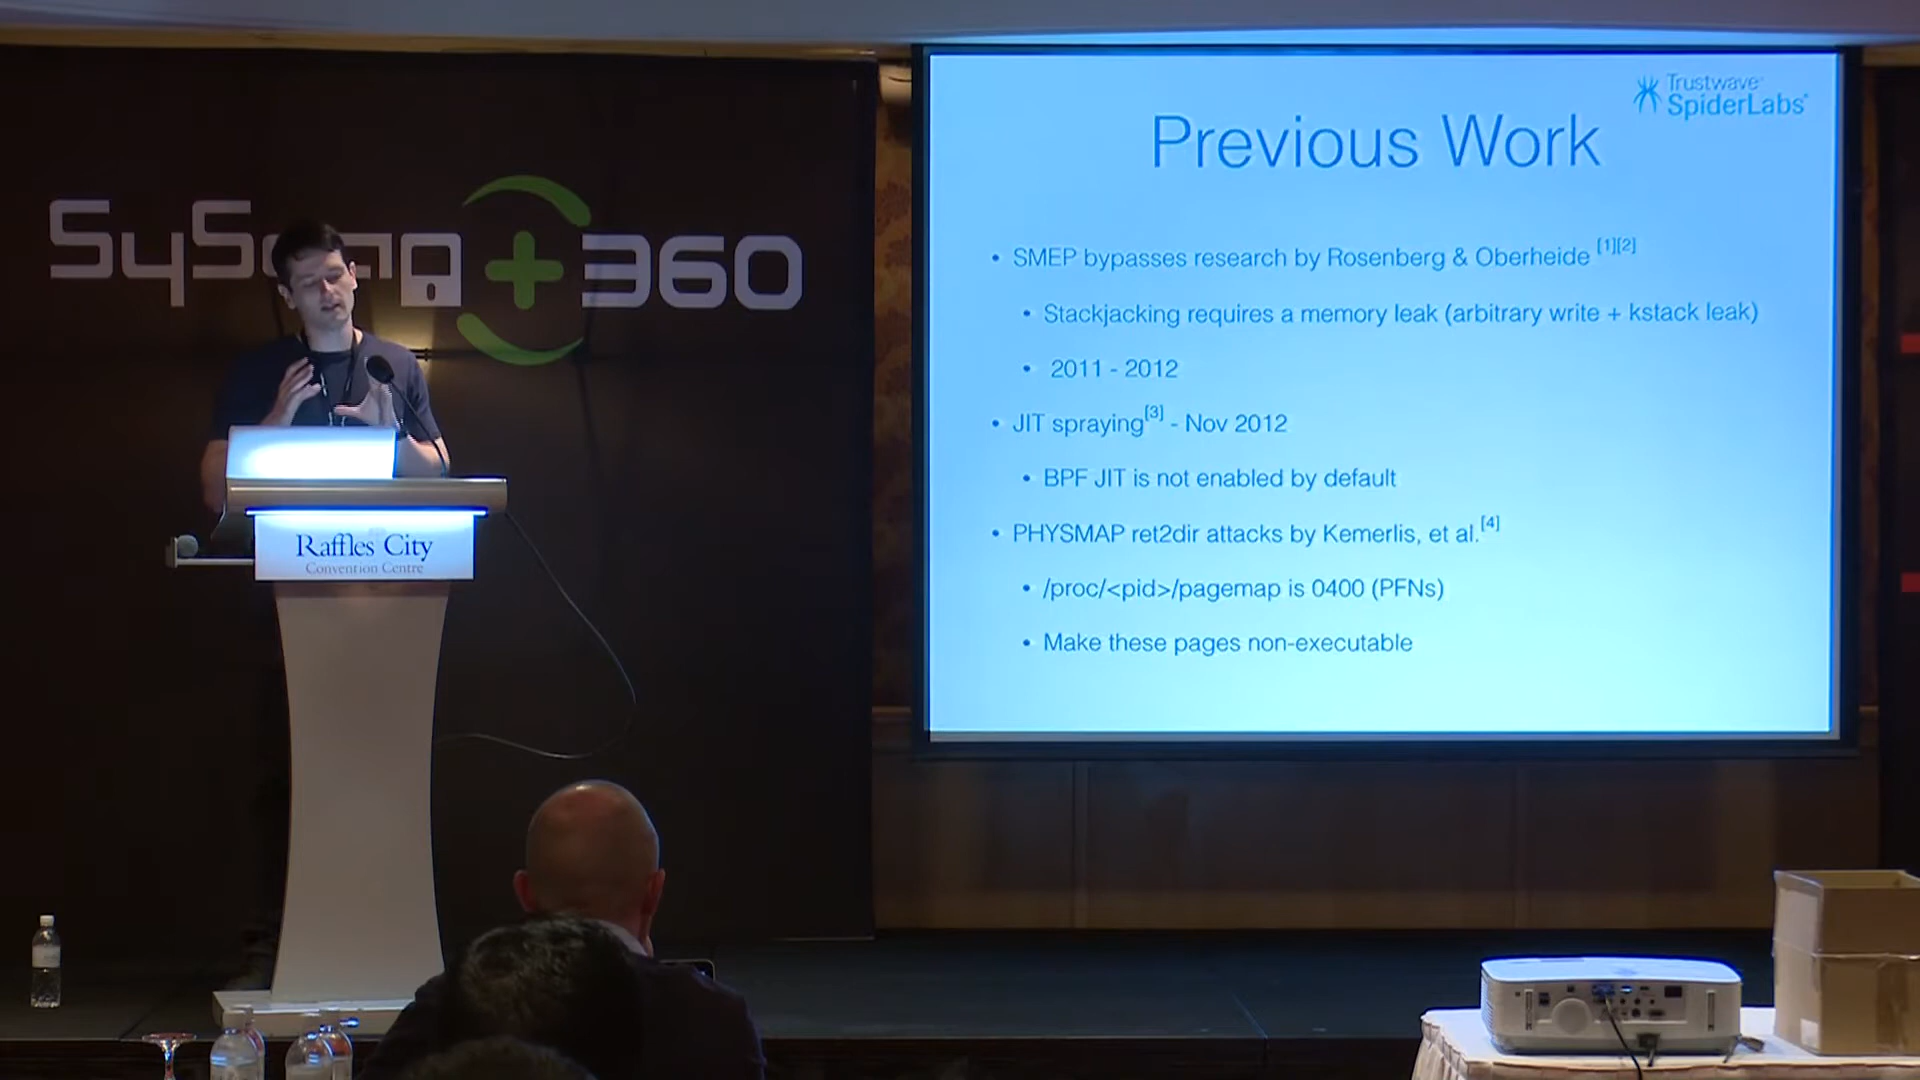 SyScan 360
Raffles City
Convention Centre
Trustwave
SpiderLabs
Previous Work
• SMEP bypasses research by Rosenberg & Oberheide [1][2]
• Stackjacking requires a memory leak (arbitrary write + kstack leak)
• 2011 - 2012
• JIT spraying[3] - Nov 2012
• BPF JIT is not enabled by default
• PHYSMAP ret2dir attacks by Kemerlis, et al.[4]
• /proc/<pid>/pagemap is 0400 (PFNs)
• Make these pages non-executable